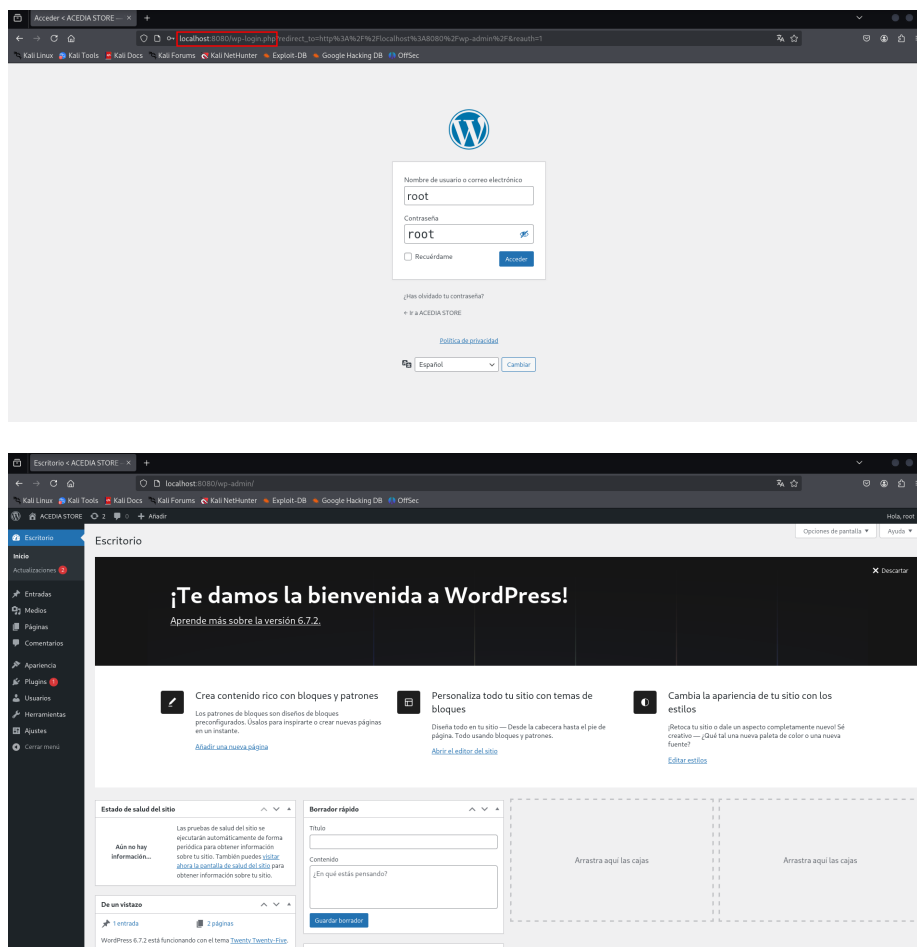 Acceder < ACEDIA STORE —
localhost:8080/wp-login.php?redirect_to=http%3A%2F%2Flocalhost%3A8080%2Fwp-admin%2F&reauth=1
Kali Linux Kali Tools Kali Docs Kali Forums Kali NetHunter Exploit-DB Google Hacking DB OffSec
Nombre de usuario o correo electrónico
root
Contraseña
root
Recuérdame Acceder
¿Has olvidado tu contraseña?
← Ir a ACEDIA STORE
Política de privacidad
Español Cambiar
Escritorio < ACEDIA STORE -
localhost:8080/wp-admin/
Kali Linux Kali Tools Kali Docs Kali Forums Kali NetHunter Exploit-DB Google Hacking DB OffSec
ACEDIA STORE 2 0 + Añadir Hola, root
Opciones de pantalla ▼ Ayuda ▼
Escritorio
Escritorio
Inicio
Actualizaciones 2
Entradas
Medios
Páginas
Comentarios
Apariencia
Plugins 1
Usuarios
Herramientas
Ajustes
Cerrar menú
Descartar
¡Te damos la bienvenida a WordPress!
Aprende más sobre la versión 6.7.2.
Crea contenido rico con bloques y patrones
Los patrones de bloques son diseños de bloques
preconfigurados. Úsalos para inspirarte o crear nuevas páginas
en un instante.
Añadir una nueva página
Personaliza todo tu sitio con temas de
bloques
Diseña todo en tu sitio — Desde la cabecera hasta el pie de
página. Todo usando bloques y patrones.
Abrir el editor del sitio
Cambia la apariencia de tu sitio con los
estilos
¡Retoca tu sitio o dale un aspecto completamente nuevo! Sé
creativo — ¿Qué tal una nueva paleta de color o una nueva
fuente?
Editar estilos
Estado de salud del sitio
Aún no hay
información...
Las pruebas de salud del sitio se
ejecutarán automáticamente de forma
periódica para obtener información
sobre tu sitio. También puedes visitar
ahora la pantalla de salud del sitio para
obtener información sobre tu sitio.
De un vistazo
1 entrada 2 páginas
WordPress 6.7.2 está funcionando con el tema Twenty Twenty-Five.
Borrador rápido
Título
Contenido
¿En qué estás pensando?
Guardar borrador
Arrastra aquí las cajas
Arrastra aquí las cajas